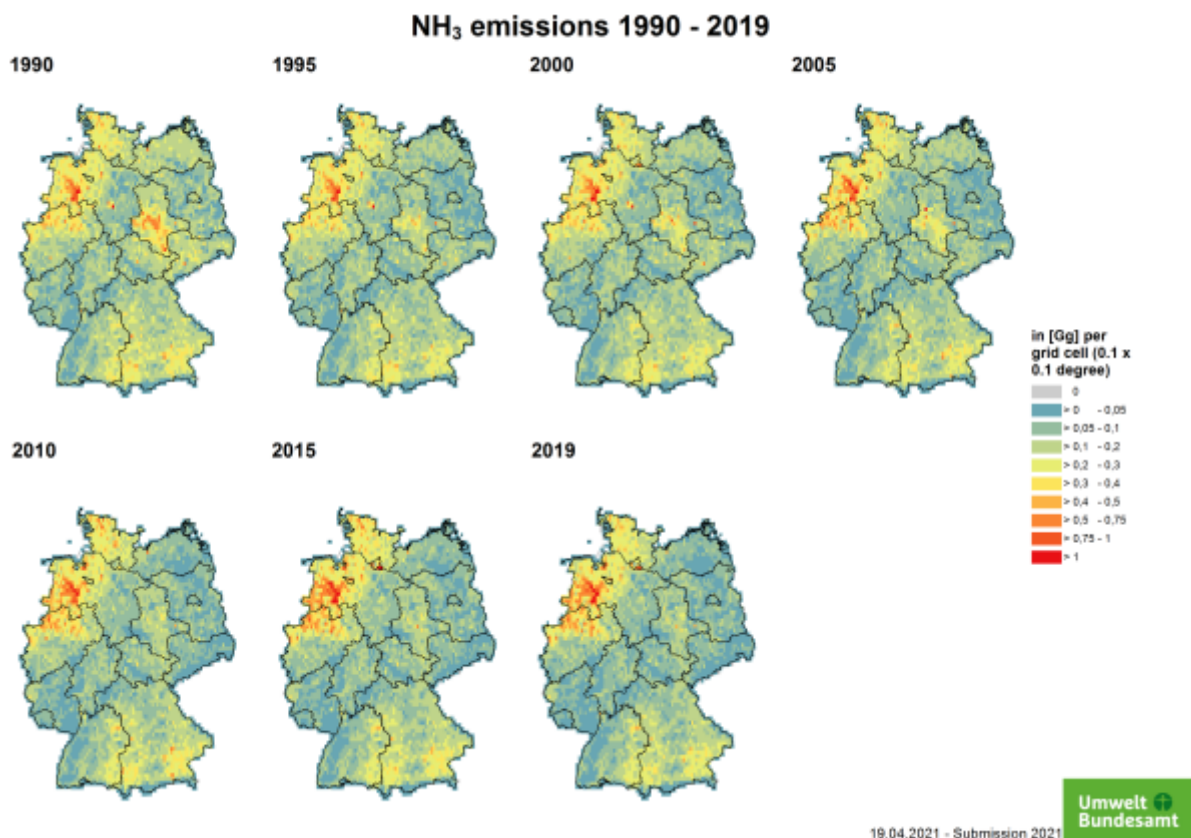 NH₃ emissions 1990 - 2019
1990
1995
2000
2005
in [Gg] per
grid cell (0.1 x
0.1 degree)
0
> 0 - 0,05
> 0,05 - 0,1
> 0,1 - 0,2
> 0,2 - 0,3
> 0,3 - 0,4
> 0,4 - 0,5
> 0,5 - 0,75
> 0,75 - 1
> 1
2010
2015
2019
Umwelt
Bundesamt
19.04.2021 - Submission 2021